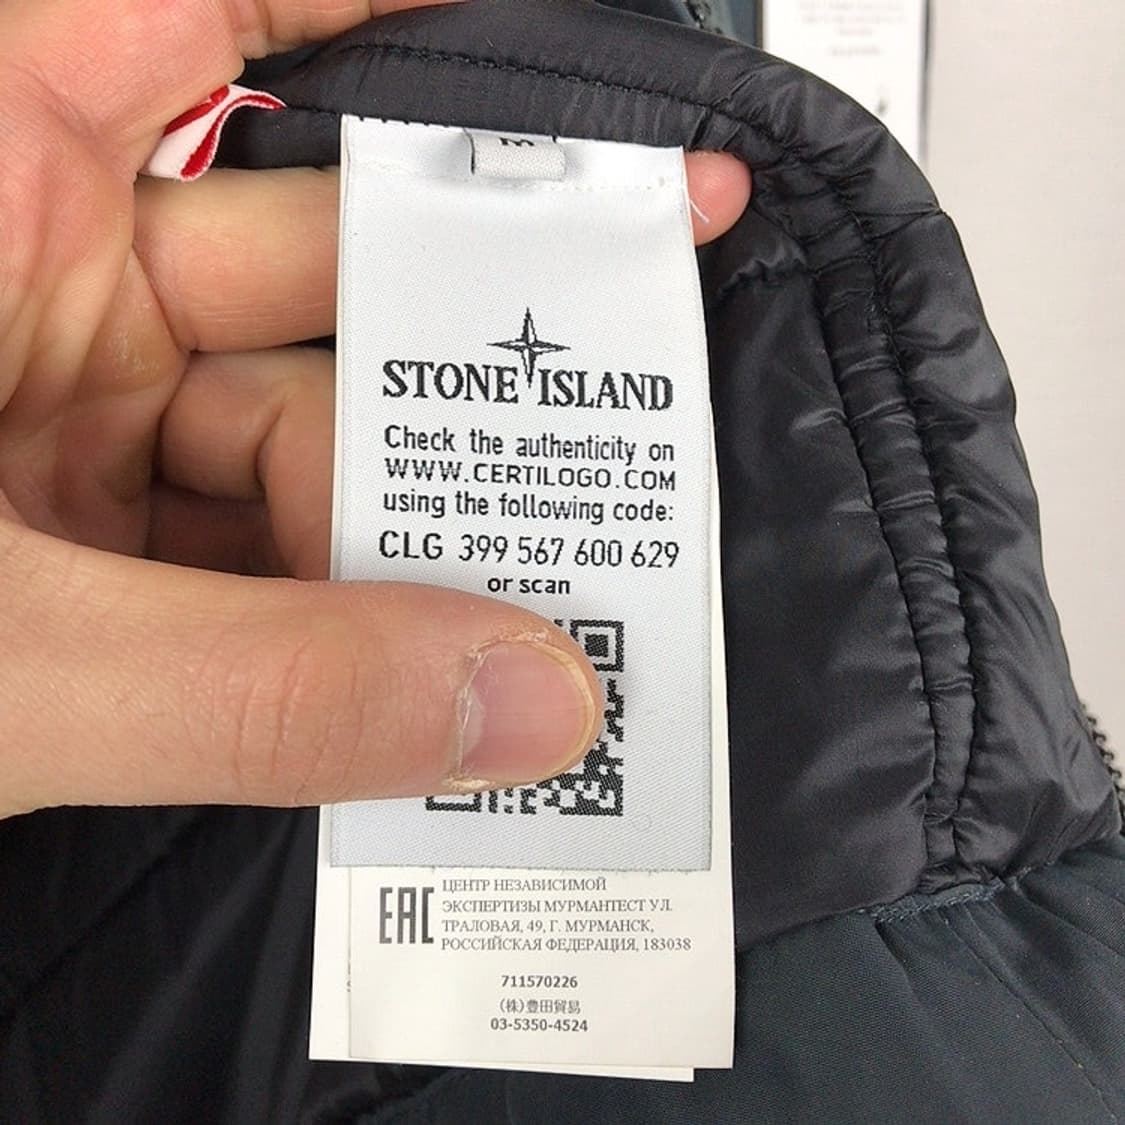 M
STONE ISLAND
Check the authenticity on
WWW.CERTILOGO.COM
using the following code:
CLG 399 567 600 629
or scan
EAC
ЦЕНТР НЕЗАВИСИМОЙ
ЭКСПЕРТИЗЫ МУРМАНТЕСТ УЛ.
ТРАЛОВАЯ, 49, Г. МУРМАНСК,
РОССИЙСКАЯ ФЕДЕРАЦИЯ, 183038
711570226
(株)豊田貿易
03-5350-4524